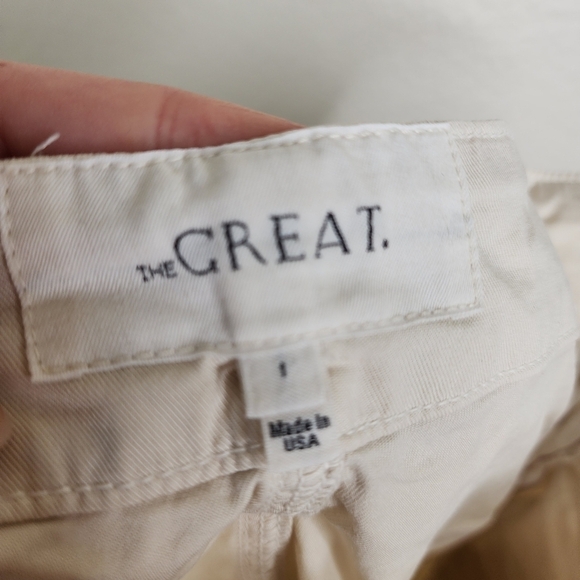 THE GREAT.
1
Made in
USA